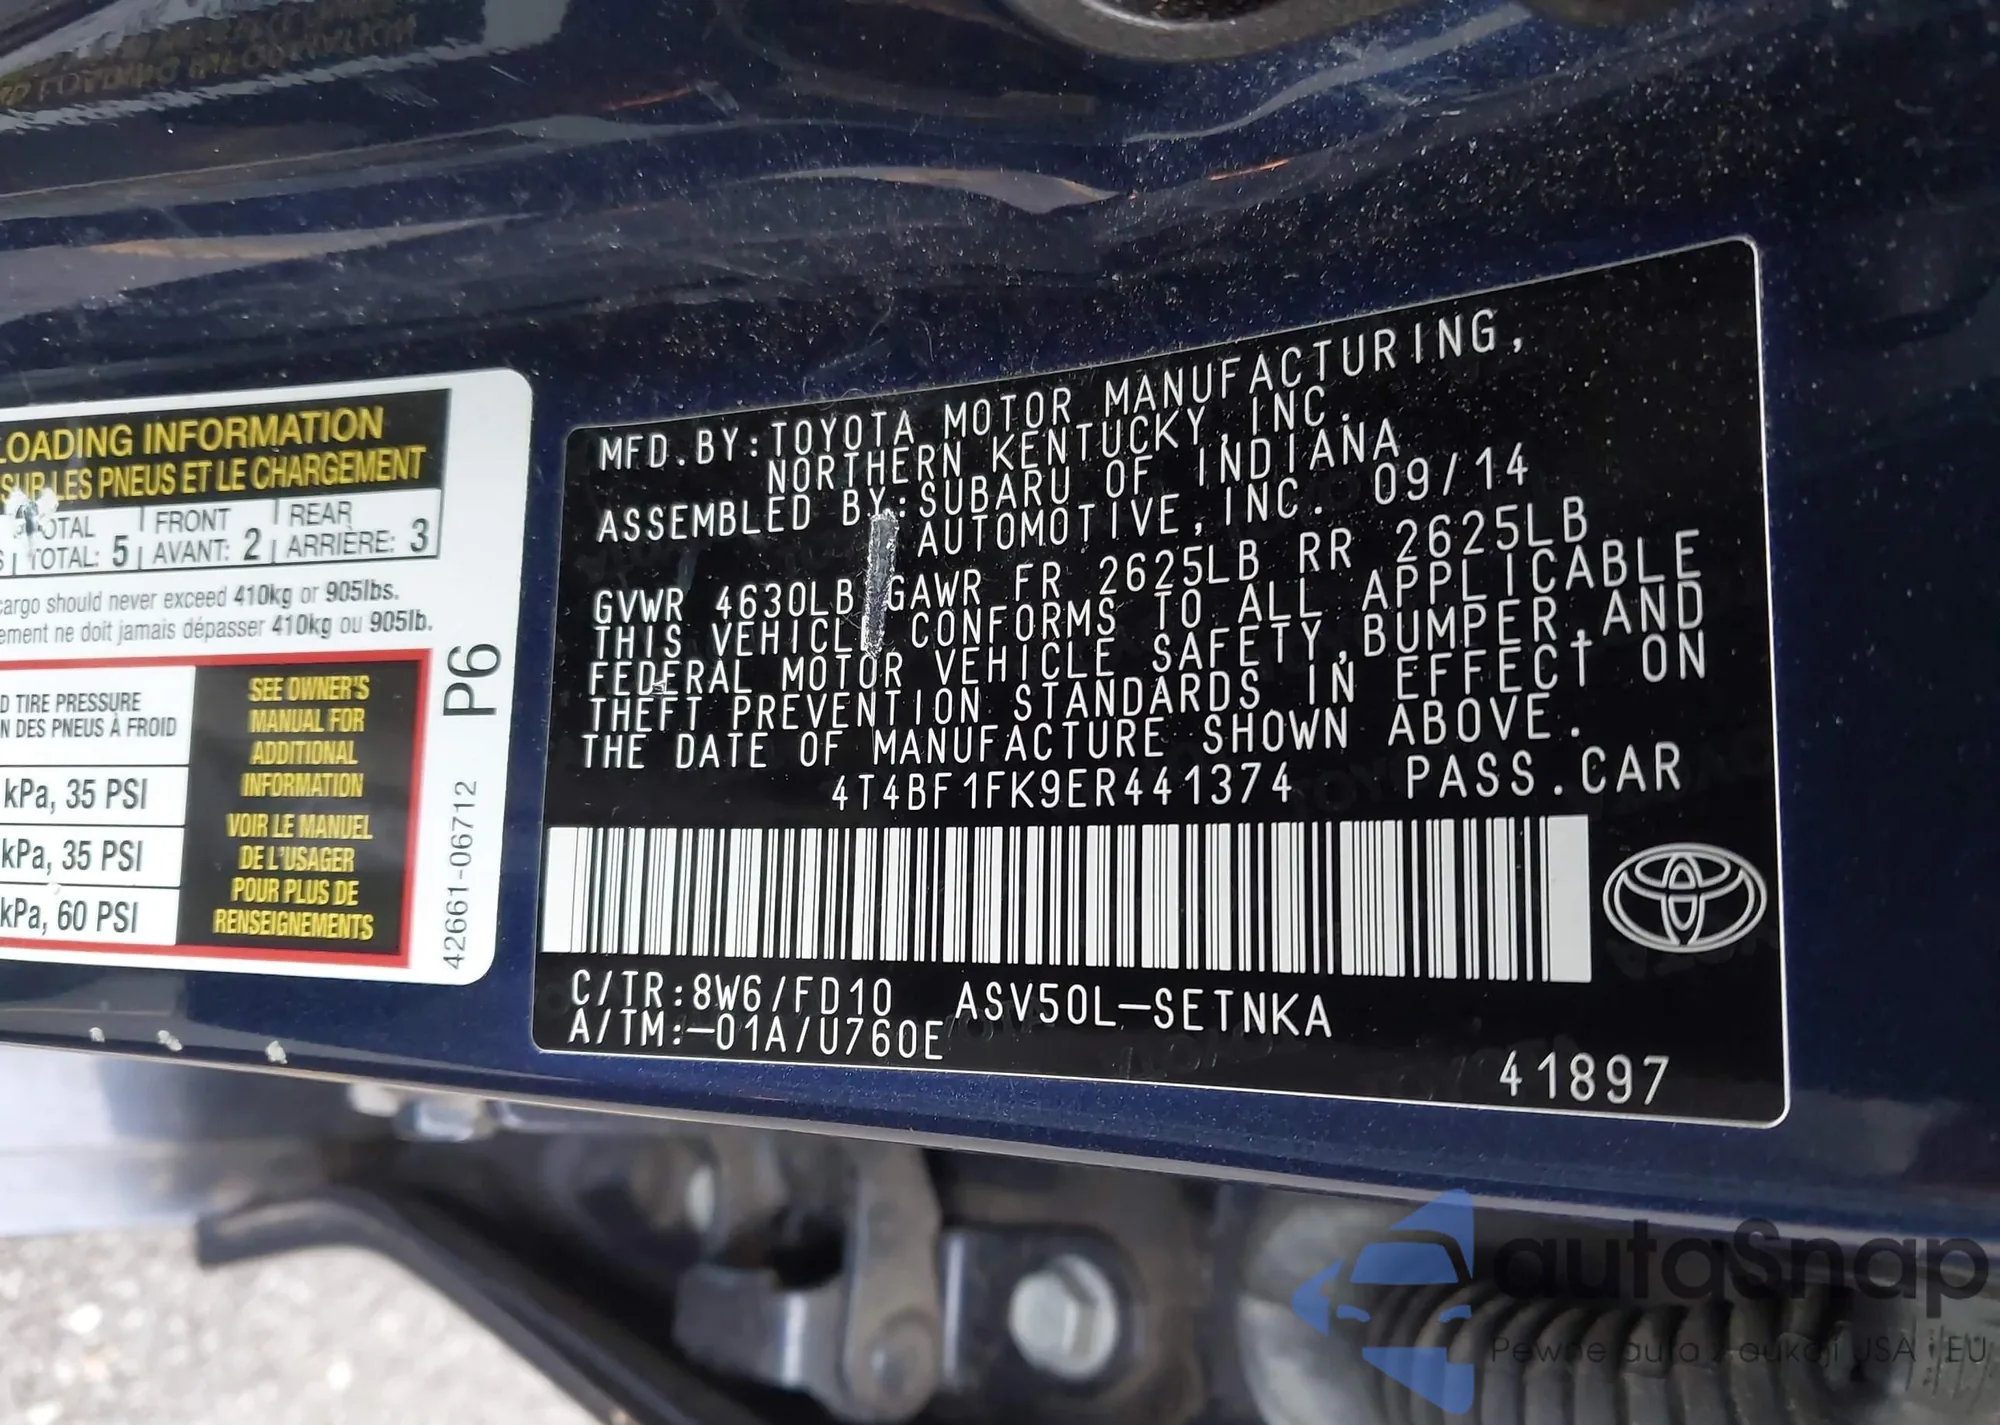 LOADING INFORMATION
SUR LES PNEUS ET LE CHARGEMENT
TOTAL FRONT REAR
TOTAL: 5 AVANT: 2 ARRIÈRE: 3
cargo should never exceed 410kg or 905lbs.
ement ne doit jamais dépasser 410kg ou 905lb.
D TIRE PRESSURE
N DES PNEUS À FROID
kPa, 35 PSI
kPa, 35 PSI
kPa, 60 PSI
SEE OWNER'S
MANUAL FOR
ADDITIONAL
INFORMATION
VOIR LE MANUEL
DE L'USAGER
POUR PLUS DE
RENSEIGNEMENTS
42661-06712 P6
MFD.BY:TOYOTA MOTOR MANUFACTURING,
NORTHERN KENTUCKY,INC.
ASSEMBLED BY:SUBARU OF INDIANA
AUTOMOTIVE,INC. 09/14
GVWR 4630LB GAWR FR 2625LB RR 2625LB
THIS VEHICLE CONFORMS TO ALL APPLICABLE
FEDERAL MOTOR VEHICLE SAFETY,BUMPER,AND
THEFT PREVENTION STANDARDS IN EFFECT ON
THE DATE OF MANUFACTURE SHOWN ABOVE.
4T4BF1FK9ER441374 PASS.CAR
C/TR:8W6/FD10 ASV50L-SETNKA
A/TM:-01A/U760E
41897
autoSnap
Pewne auta z aukcji USA i EU